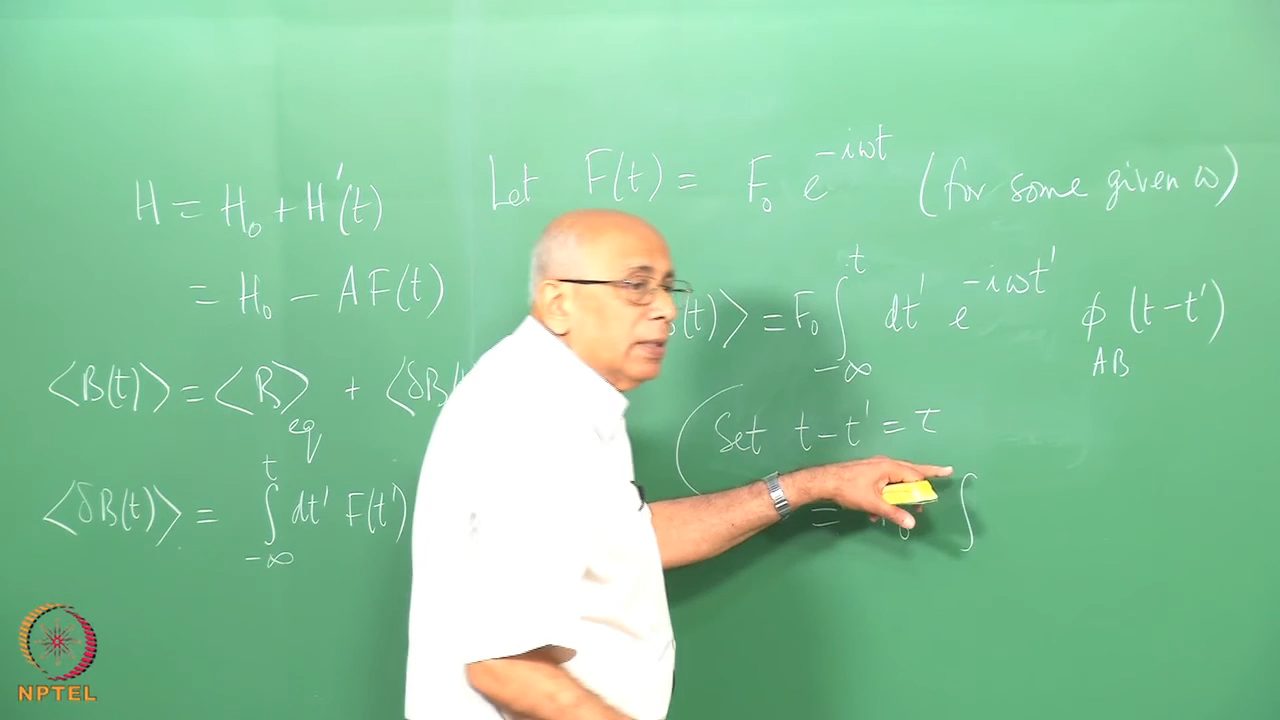 H = H₀ + H′(t)
= H₀ − A F(t)
⟨B(t)⟩ = ⟨B⟩eq + ⟨δB(
⟨δB(t)⟩ = ∫_{-∞}^{t} dt′ F(t′)
Let F(t) = F₀ e^{-iωt} (for some given ω)
(t)⟩ = F₀ ∫_{-∞}^{t} dt′ e^{-iωt′} ϕ_{AB} (t−t′)
(Set t−t′ = τ
= ₀ ∫
NPTEL